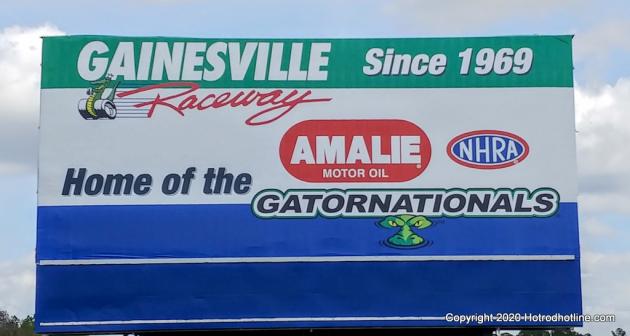 GAINESVILLE Since 1969
Raceway
AMALIE
MOTOR OIL
NHRA
Home of the
GATORNATIONALS
Copyright-2020-Hotrodhotline.com